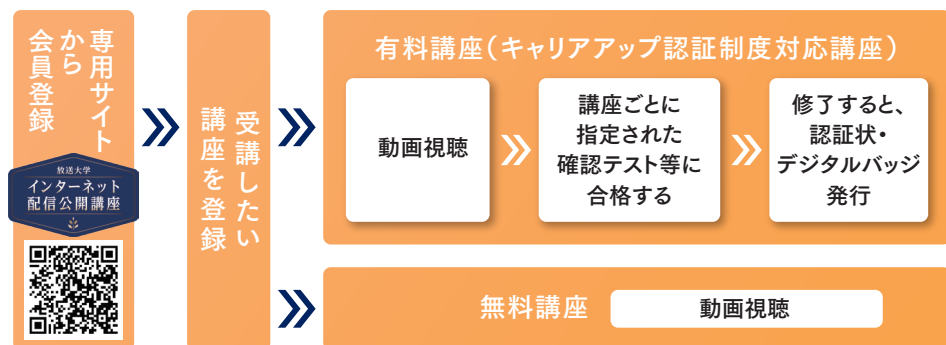 専用サイト
から
会員登録
放送大学
インターネット
配信公開講座
受講したい
講座を登録
有料講座（キャリアアップ認証制度対応講座）
動画視聴
講座ごとに
指定された
確認テスト等に
合格する
修了すると、
認証状・
デジタルバッジ
発行
無料講座
動画視聴